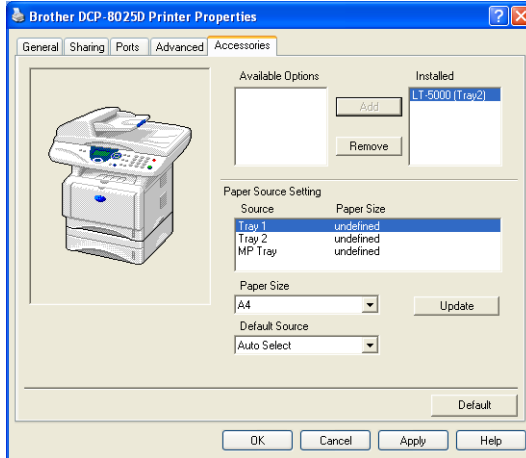 Brother DCP-8025D Printer Properties
General Sharing Ports Advanced Accessories
Available Options Installed
LT-5000 (Tray2)
Add
Remove
Paper Source Setting
Source Paper Size
Tray 1 undefined
Tray 2 undefined
MP Tray undefined
Paper Size
A4
Update
Default Source
Auto Select
Default
OK Cancel Apply Help